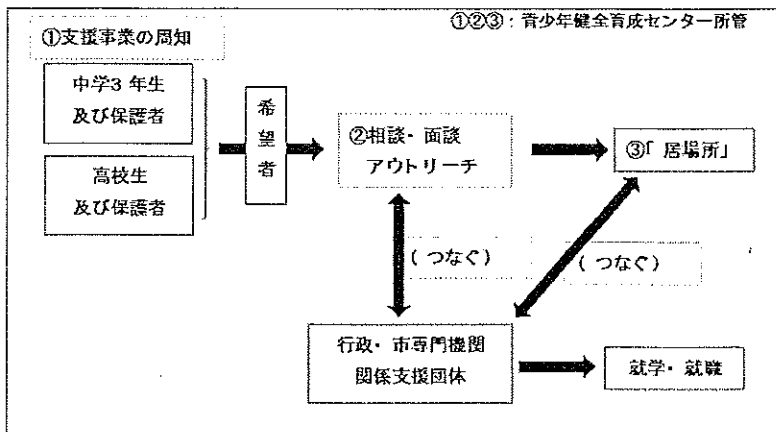 ①②③：青少年健全育成センター所管
①支援事業の周知
中学3 年生
及び保護者
高校生
及び保護者
希
望
者
②相談・面談
アウトリーチ
③「 居場所」
( つなぐ)
( つなぐ)
行政・市専門機関
関係支援団体
就学・就職